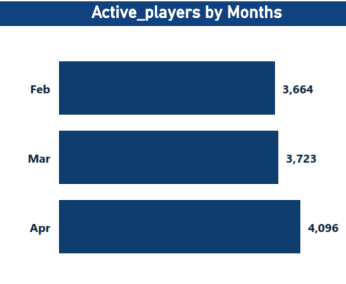 Active_players by Months
Feb 3,664
Mar 3,723
Apr 4,096